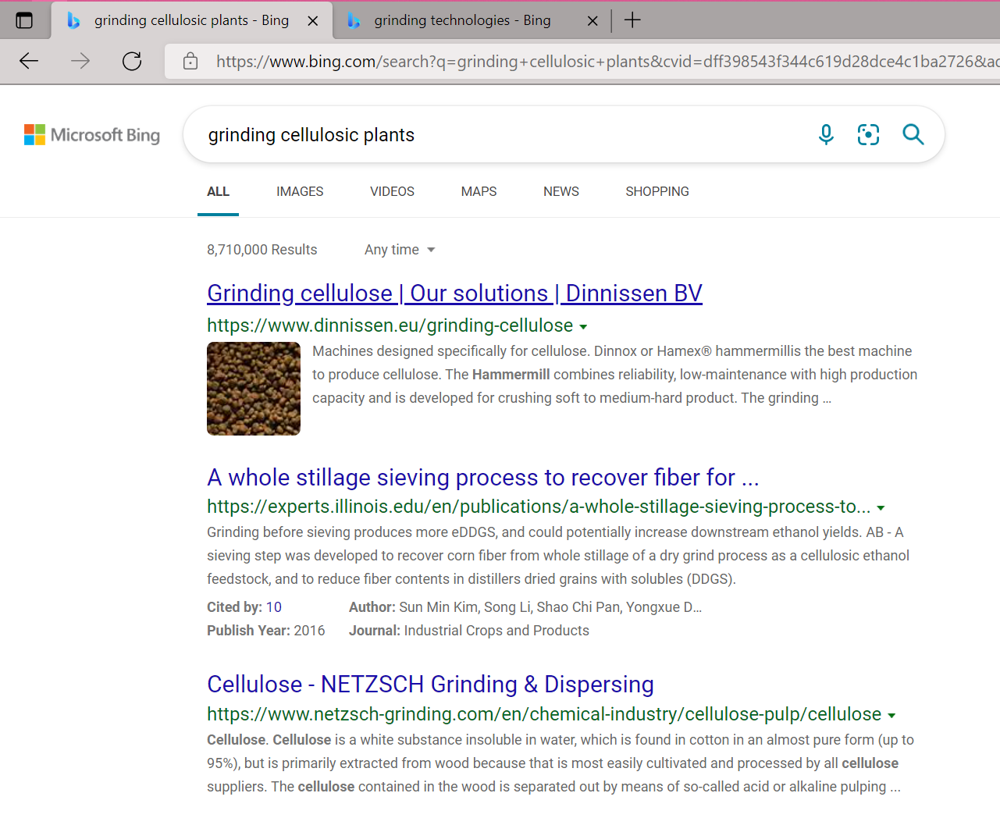 grinding cellulosic plants - Bing
grinding technologies - Bing
https://www.bing.com/search?q=grinding+cellulosic+plants&cvid=dff398543f344c619d28dce4c1ba2726&ac
Microsoft Bing
grinding cellulosic plants
ALL IMAGES VIDEOS MAPS NEWS SHOPPING
8,710,000 Results Any time
Grinding cellulose | Our solutions | Dinnissen BV
https://www.dinnissen.eu/grinding-cellulose
Machines designed specifically for cellulose. Dinnox or Hamex® hammermillis the best machine
to produce cellulose. The Hammermill combines reliability, low-maintenance with high production
capacity and is developed for crushing soft to medium-hard product. The grinding ...
A whole stillage sieving process to recover fiber for ...
https://experts.illinois.edu/en/publications/a-whole-stillage-sieving-process-to...
Grinding before sieving produces more eDDGS, and could potentially increase downstream ethanol yields. AB - A
sieving step was developed to recover corn fiber from whole stillage of a dry grind process as a cellulosic ethanol
feedstock, and to reduce fiber contents in distillers dried grains with solubles (DDGS).
Cited by: 10 Author: Sun Min Kim, Song Li, Shao Chi Pan, Yongxue D...
Publish Year: 2016 Journal: Industrial Crops and Products
Cellulose - NETZSCH Grinding & Dispersing
https://www.netzsch-grinding.com/en/chemical-industry/cellulose-pulp/cellulose
Cellulose. Cellulose is a white substance insoluble in water, which is found in cotton in an almost pure form (up to
95%), but is primarily extracted from wood because that is most easily cultivated and processed by all cellulose
suppliers. The cellulose contained in the wood is separated out by means of so-called acid or alkaline pulping ...